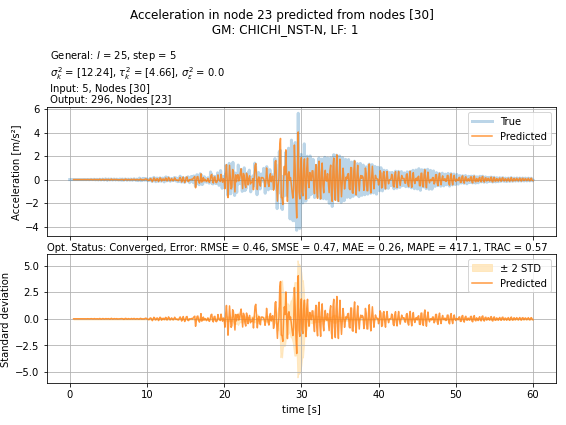 Acceleration in node 23 predicted from nodes [30]
GM: CHICHI_NST-N, LF: 1
General: l = 25, step = 5
σ²ₖ = [12.24], τ²ₖ = [4.66], σ²ε = 0.0
Input: 5, Nodes [30]
Output: 296, Nodes [23]
6
4
2
0
−2
−4
Acceleration [m/s²]
True
Predicted
Opt. Status: Converged, Error: RMSE = 0.46, SMSE = 0.47, MAE = 0.26, MAPE = 417.1, TRAC = 0.57
5.0
2.5
0.0
−2.5
−5.0
Standard deviation
± 2 STD
Predicted
0 10 20 30 40 50 60
time [s]